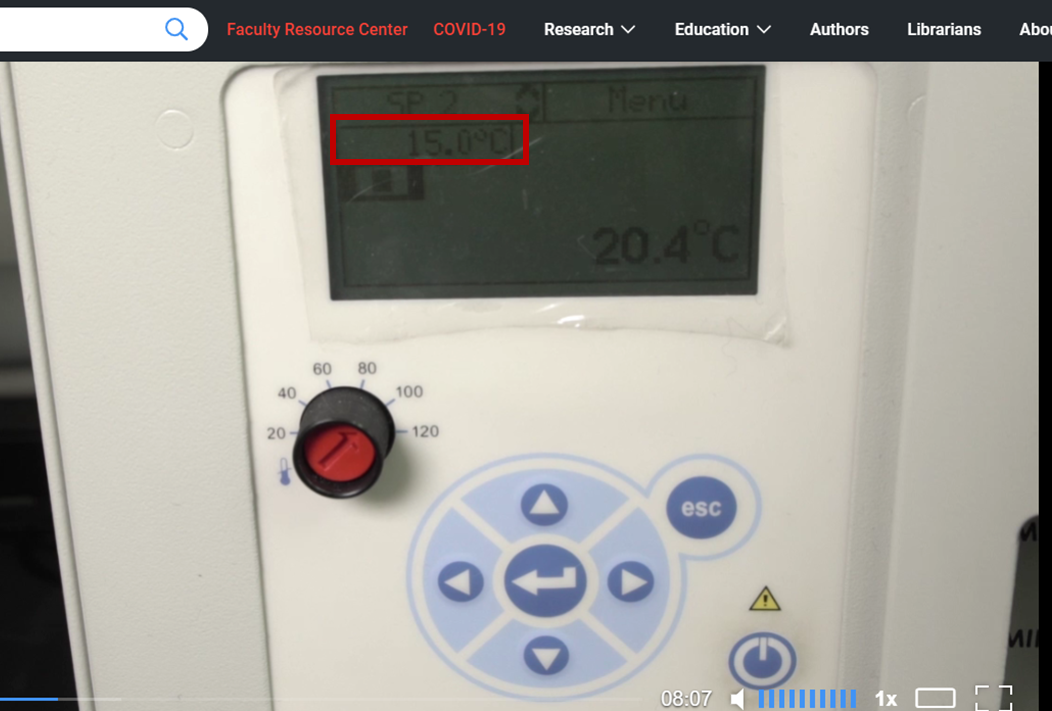 Faculty Resource Center COVID-19 Research Education Authors Librarians Abou
SP 2 Menu
15.0°C
20.4°C
60 80
40 100
20 120
esc
08:07 1x